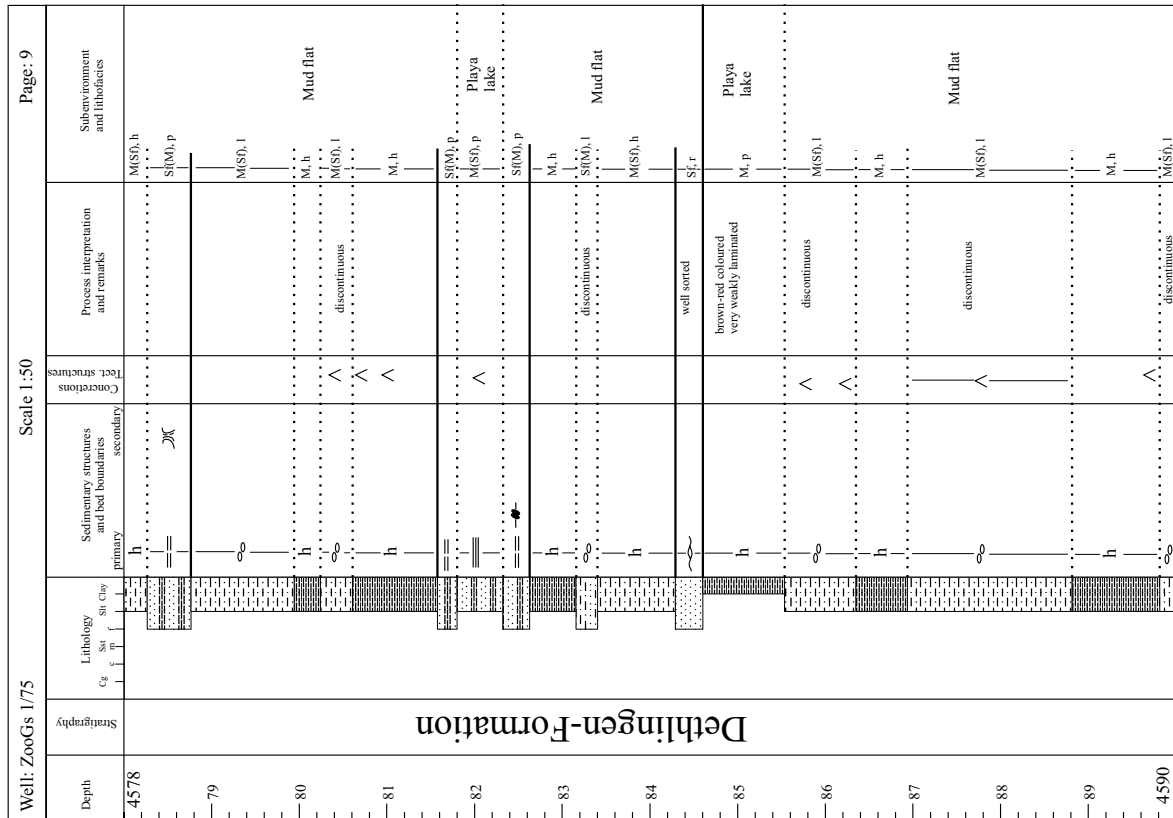 Well: ZooGs 1/75
Scale 1:50
Page: 9
Depth
Stratigraphy
Lithology
Cg
c
m
Sst
f
Slt
Clay
Sedimentary structures
and bed boundaries
primary
secondary
Concretions
Tect. structures
Process interpretation
and remarks
Subenvironment
and lithofacies
4578
79
80
81
82
83
84
85
86
87
88
89
4590
Dethlingen-Formation
h
h
h
h
h
h
h
h
discontinuous
discontinuous
well sorted
brown-red coloured
very weakly laminated
discontinuous
discontinuous
discontinuous
M(Sf), h
Sf(M), p
M(Sf), l
M, h
M(Sf), l
M, h
Sf(M), p
M(Sf), p
Sf(M), p
M, h
Sf(M), l
M(Sf), h
Sf, r
M, p
M(Sf), l
M, h
M(Sf), l
M, h
M(Sf), l
Mud flat
Playa
lake
Mud flat
Playa
lake
Mud flat